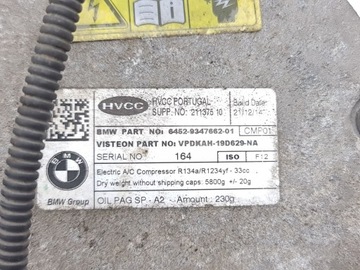 HVCC
HVCC PORTUGAL
SUPP. NO: 211375 10
Build Date:
BMW PART NO: 6452-9347662-01
CMP01
VISTEON PART NO: VPDKAH-19D629-NA
SERIAL NO
164
ISO
F12
BMW
BMW Group
Electric A/C Compressor R134a/R1234yf - 33cc
Dry weight without shipping caps: 5800g +/- 20g
OIL PAG SP - A2 - Amount: 230g